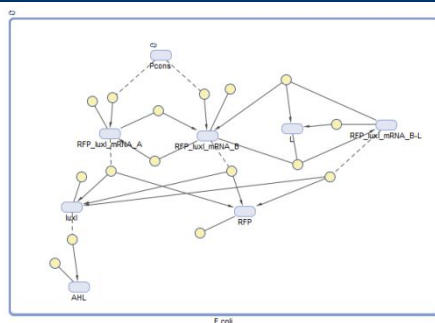 Pcons
RFP_luxI_mRNA_A
RFP_luxI_mRNA_B
L
RFP_luxI_mRNA_B-L
luxI
RFP
AHL
E.coli